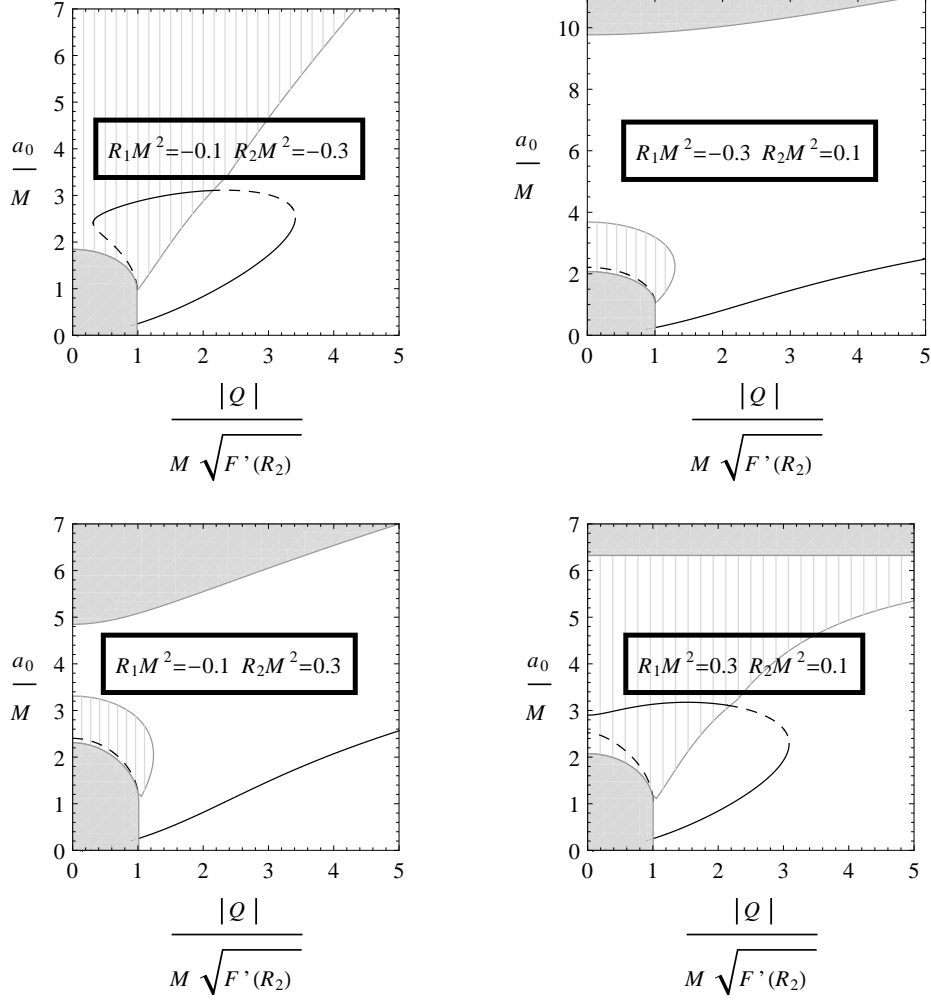 7
6
5
4
3
2
1
0
a0
M
R1M²=−0.1 R2M²=−0.3
0 1 2 3 4 5
|Q|
M √F’(R2)
10
8
6
4
2
0
a0
M
R1M²=−0.3 R2M²=0.1
0 1 2 3 4 5
|Q|
M √F’(R2)
7
6
5
4
3
2
1
0
a0
M
R1M²=−0.1 R2M²=0.3
0 1 2 3 4 5
|Q|
M √F’(R2)
7
6
5
4
3
2
1
0
a0
M
R1M²=0.3 R2M²=0.1
0 1 2 3 4 5
|Q|
M √F’(R2)